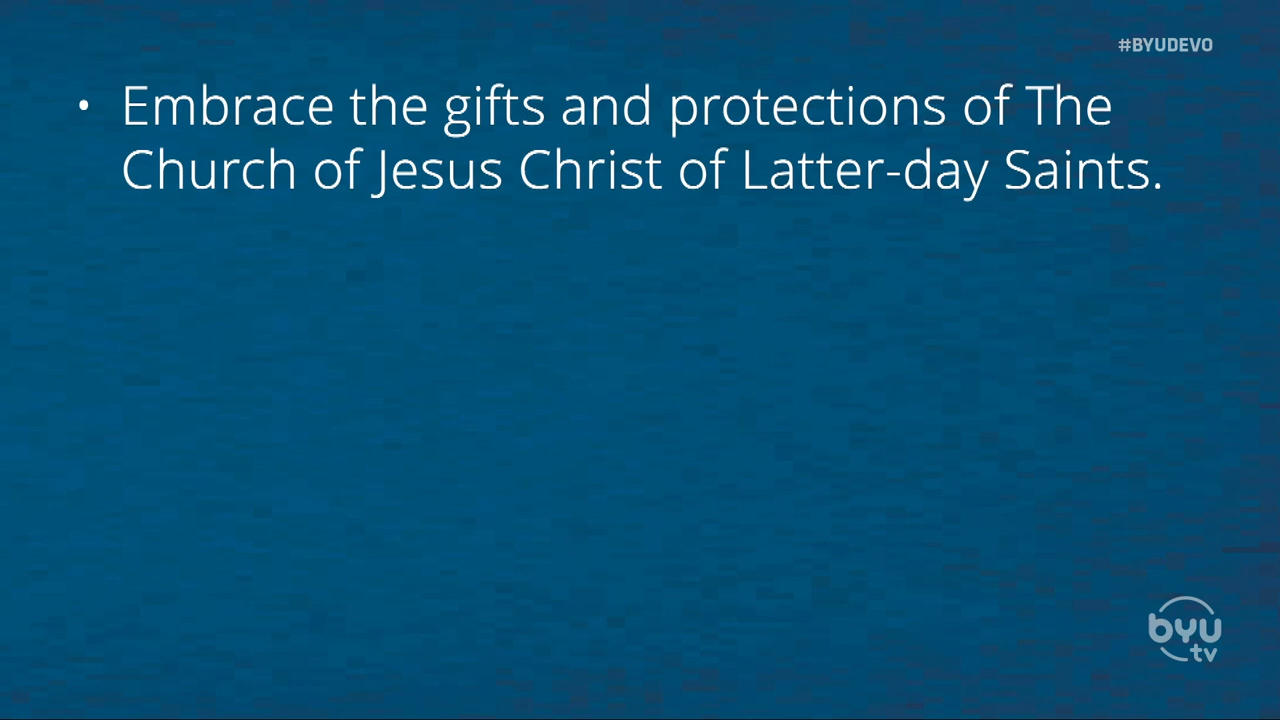 #BYUDEVO
• Embrace the gifts and protections of The
Church of Jesus Christ of Latter-day Saints.
byu
tv